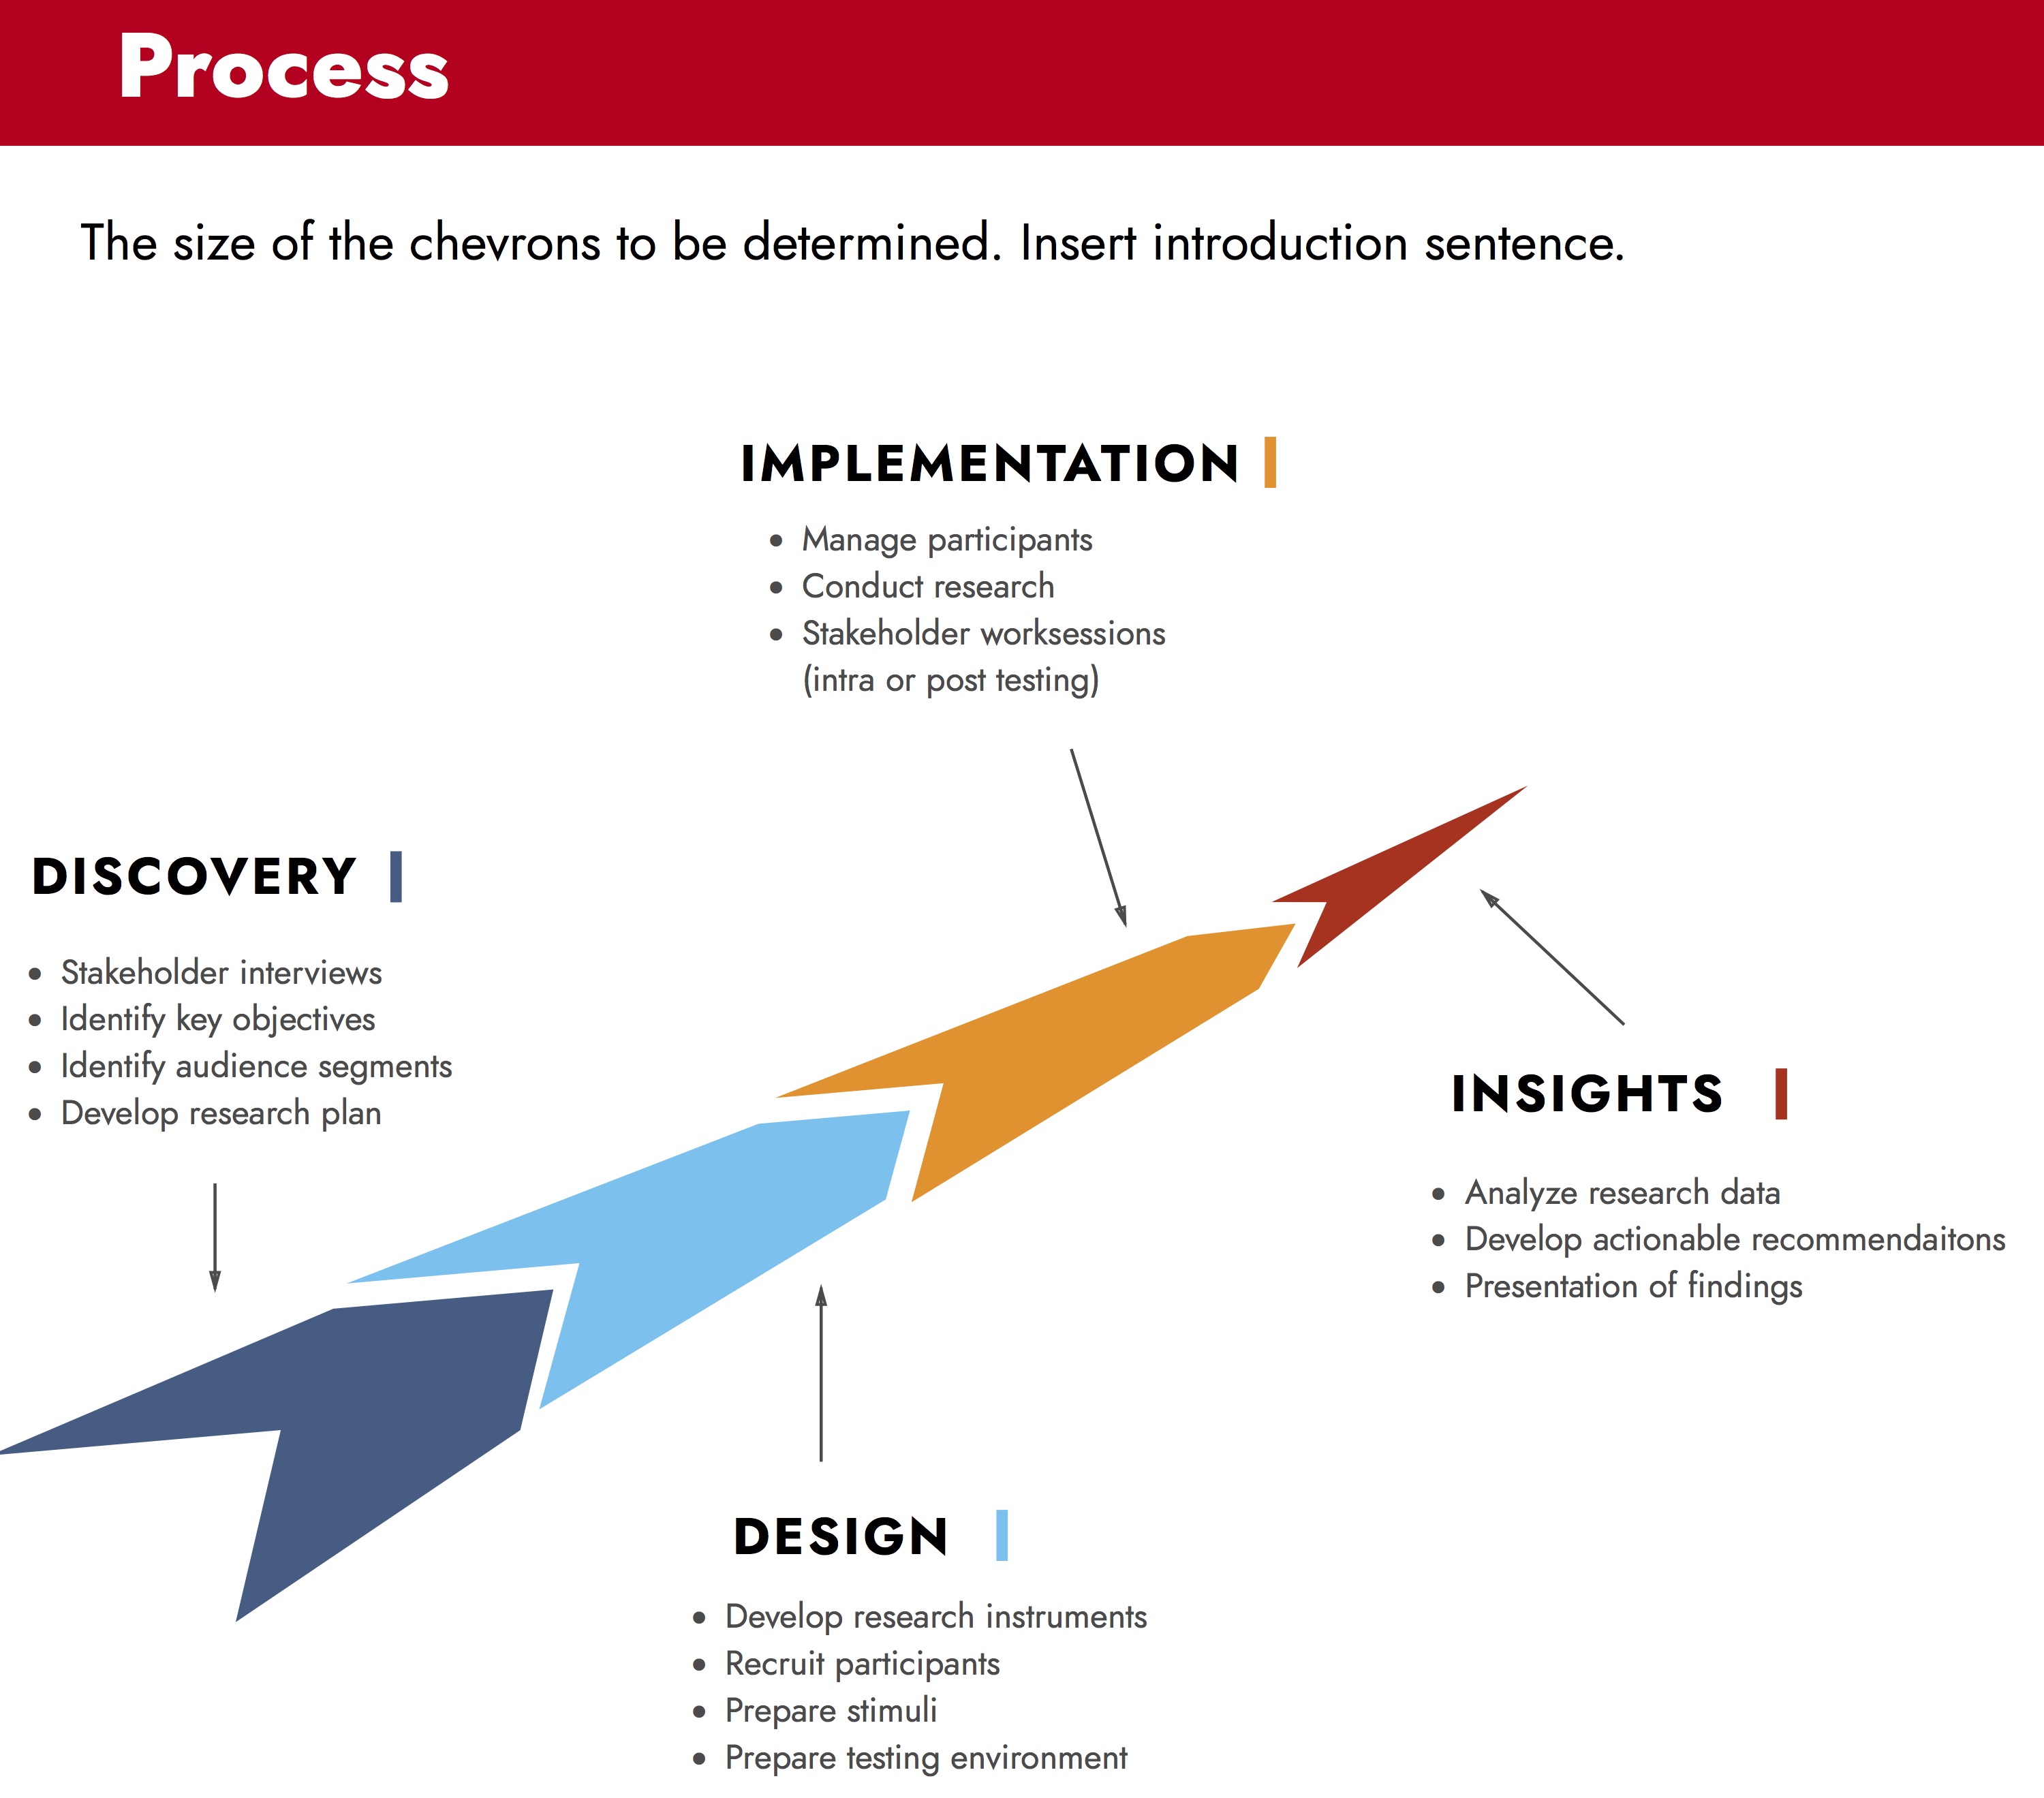 Process
The size of the chevrons to be determined. Insert introduction sentence.
IMPLEMENTATION
• Manage participants
• Conduct research
• Stakeholder worksessions
(intra or post testing)
DISCOVERY
• Stakeholder interviews
• Identify key objectives
• Identify audience segments
• Develop research plan
INSIGHTS
• Analyze research data
• Develop actionable recommendaitons
• Presentation of findings
DESIGN
• Develop research instruments
• Recruit participants
• Prepare stimuli
• Prepare testing environment